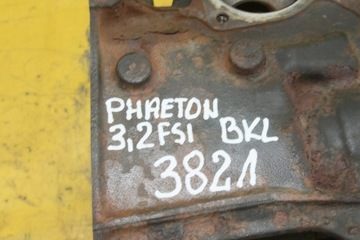 PHAETON
3,2FSI BKL
3821